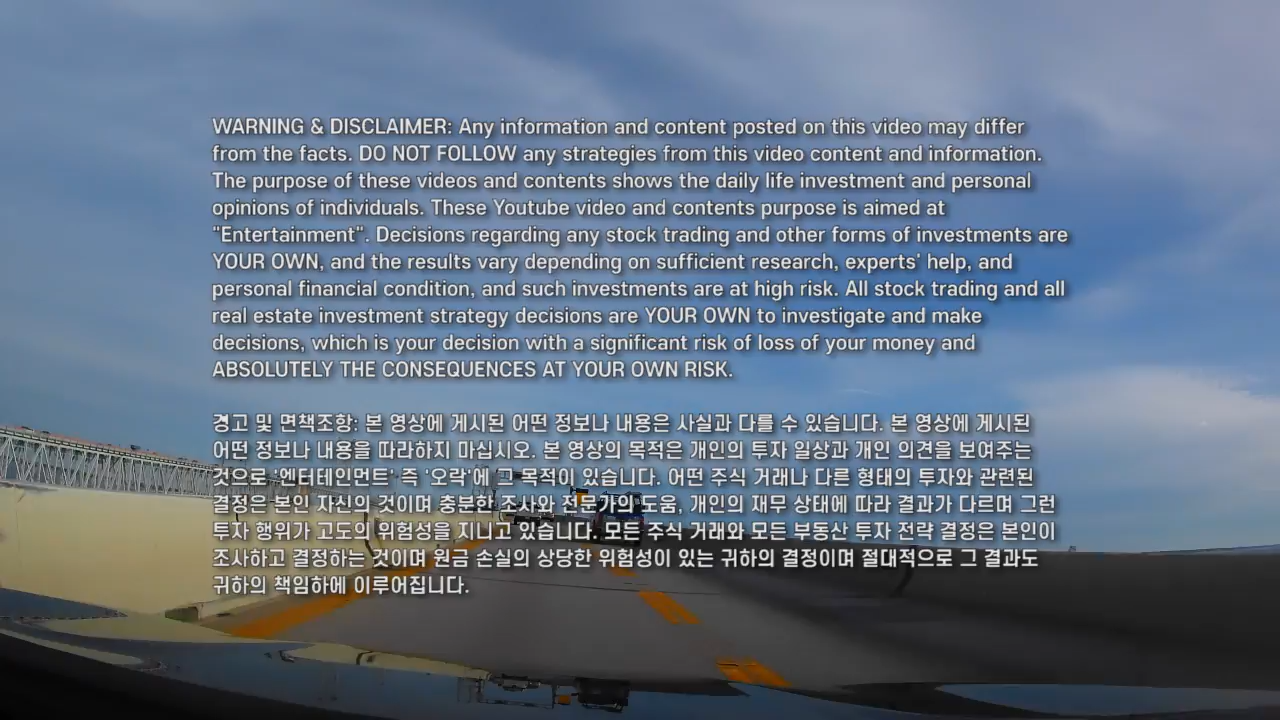 WARNING & DISCLAIMER: Any information and content posted on this video may differ
from the facts. DO NOT FOLLOW any strategies from this video content and information.
The purpose of these videos and contents shows the daily life investment and personal
opinions of individuals. These Youtube video and contents purpose is aimed at
"Entertainment". Decisions regarding any stock trading and other forms of investments are
YOUR OWN, and the results vary depending on sufficient research, experts' help, and
personal financial condition, and such investments are at high risk. All stock trading and all
real estate investment strategy decisions are YOUR OWN to investigate and make
decisions, which is your decision with a significant risk of loss of your money and
ABSOLUTELY THE CONSEQUENCES AT YOUR OWN RISK.
경고 및 면책조항: 본 영상에 게시된 어떤 정보나 내용은 사실과 다를 수 있습니다. 본 영상에 게시된
어떤 정보나 내용을 따라하지 마십시오. 본 영상의 목적은 개인의 투자 일상과 개인 의견을 보여주는
것으로 '엔터테인먼트' 즉 '오락'에 그 목적이 있습니다. 어떤 주식 거래나 다른 형태의 투자와 관련된
결정은 본인 자신의 것이며 충분한 조사와 전문가의 도움, 개인의 재무 상태에 따라 결과가 다르며 그런
투자 행위가 고도의 위험성을 지니고 있습니다. 모든 주식 거래와 모든 부동산 투자 전략 결정은 본인이
조사하고 결정하는 것이며 원금 손실의 상당한 위험성이 있는 귀하의 결정이며 절대적으로 그 결과도
귀하의 책임하에 이루어집니다.